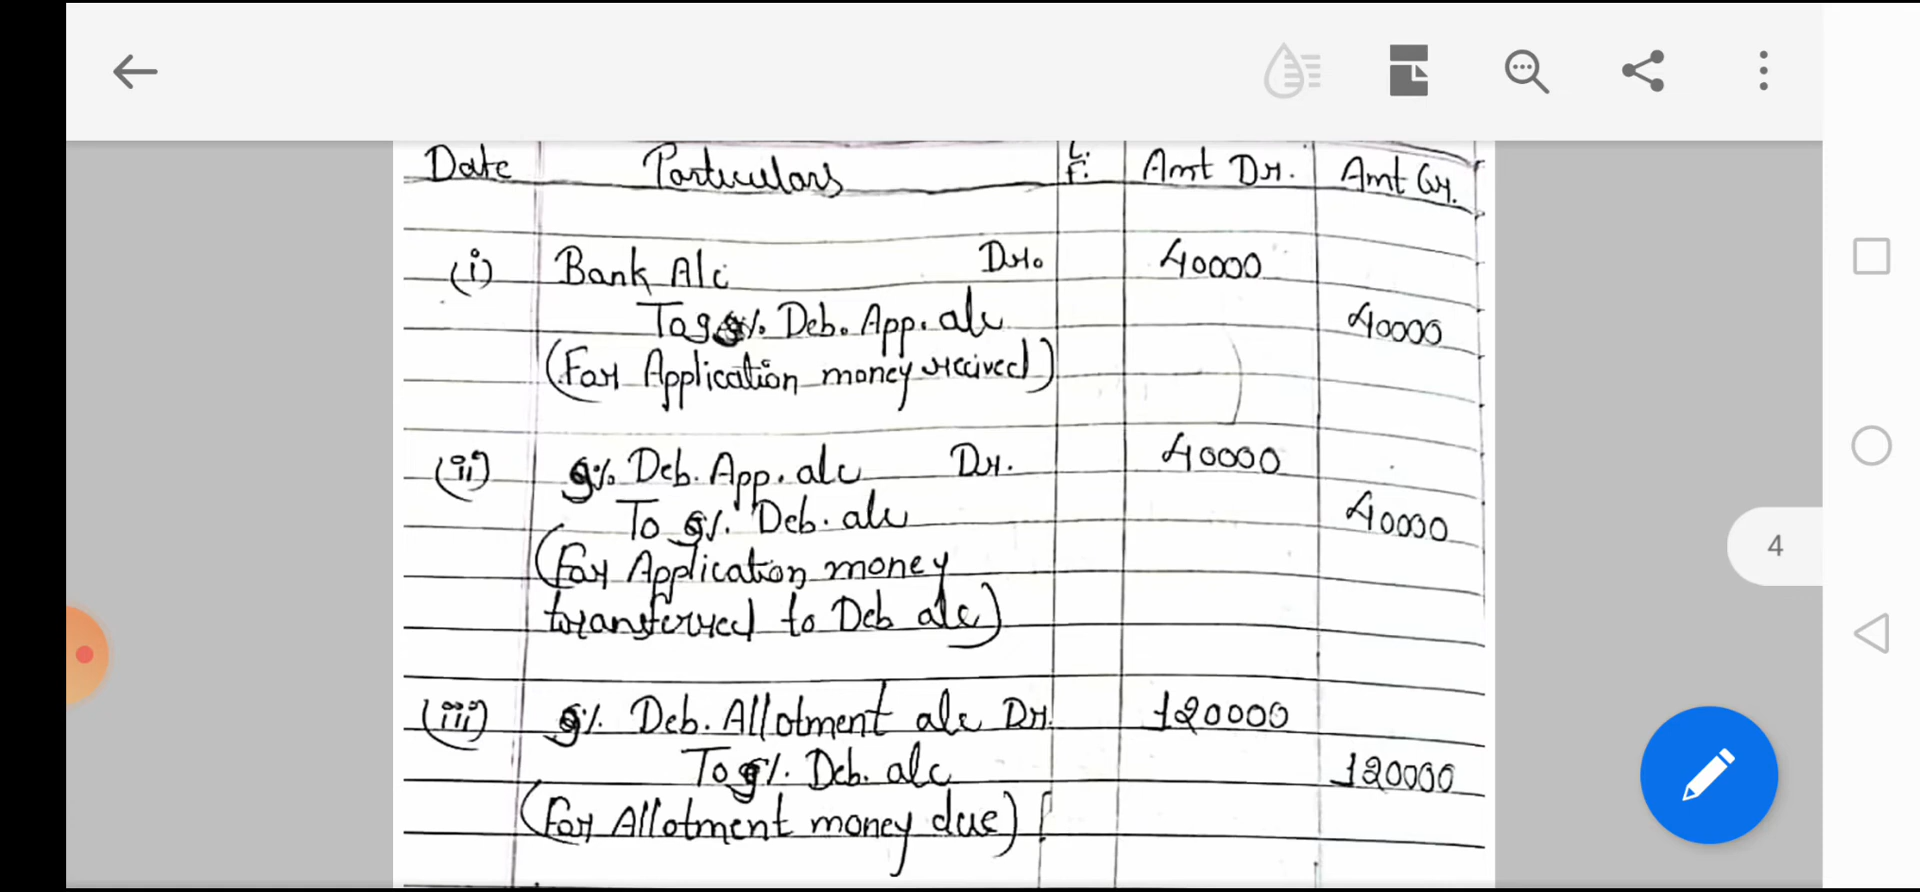 Date Particulars L.F. Amt Dr. Amt Cr.
(i) Bank A/c Dr. 40000
To 9% Deb. App. a/c 40000
(For Application money received)
(ii) 9% Deb. App. a/c Dr. 40000
To 9% Deb. a/c 40000
(For Application money
transferred to Deb a/c)
(iii) 9% Deb. Allotment a/c Dr. 120000
To 9% Deb. a/c 120000
(For Allotment money due)
4